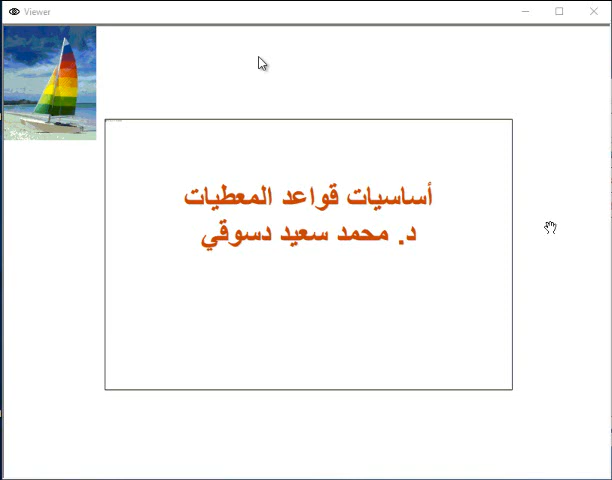 Viewer
أساسيات قواعد المعطيات
د. محمد سعيد دسوقي